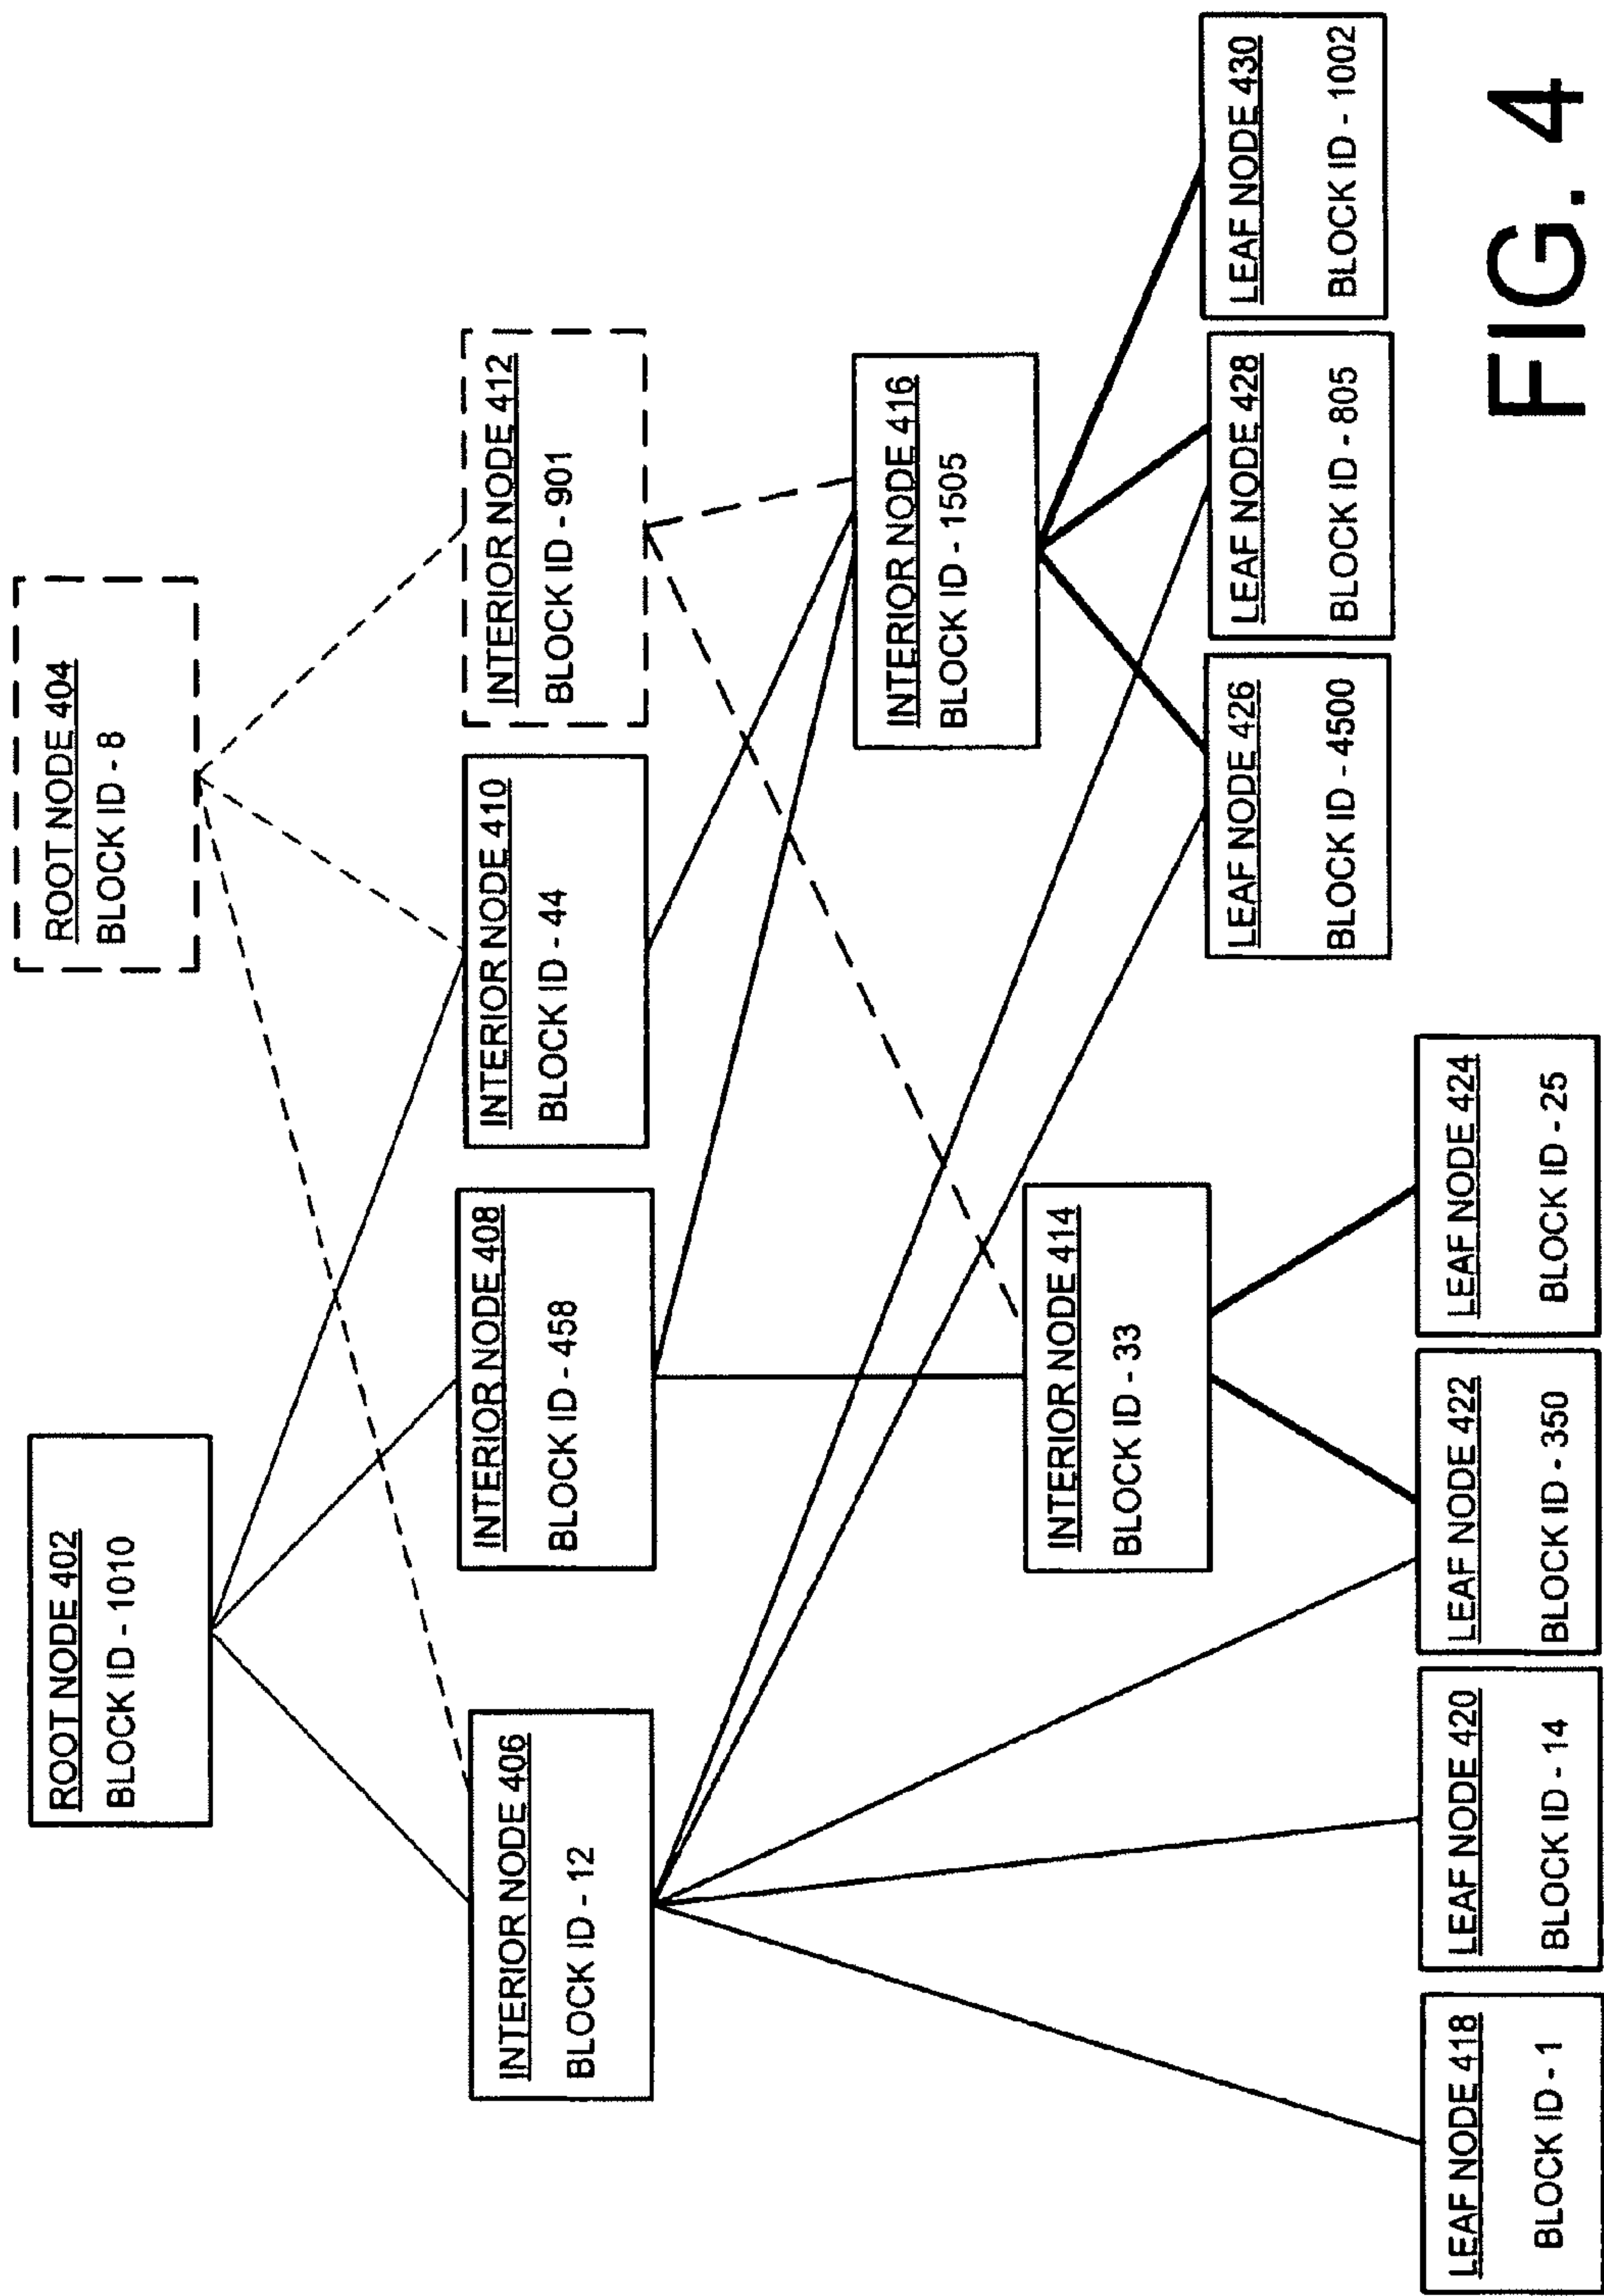 ROOT NODE 402
BLOCK ID - 1010
ROOT NODE 404
BLOCK ID - 8
INTERIOR NODE 406
BLOCK ID - 12
INTERIOR NODE 408
BLOCK ID - 458
INTERIOR NODE 410
BLOCK ID - 44
INTERIOR NODE 412
BLOCK ID - 901
INTERIOR NODE 414
BLOCK ID - 33
INTERIOR NODE 416
BLOCK ID - 1505
LEAF NODE 418
BLOCK ID - 1
LEAF NODE 420
BLOCK ID - 14
LEAF NODE 422
BLOCK ID - 350
LEAF NODE 424
BLOCK ID - 25
LEAF NODE 426
BLOCK ID - 4500
LEAF NODE 428
BLOCK ID - 805
LEAF NODE 430
BLOCK ID - 1002
FIG. 4